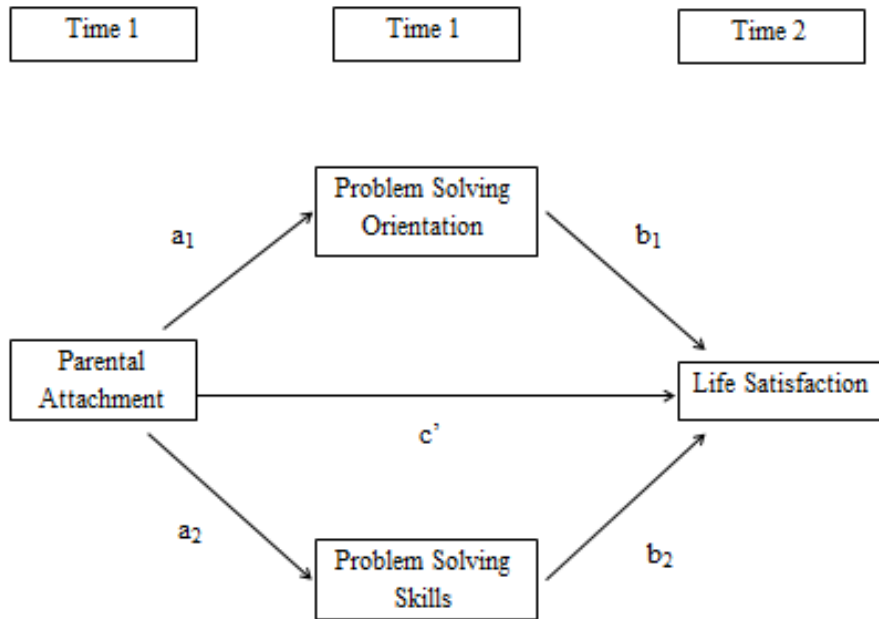 Time 1
Time 1
Time 2
Problem Solving
Orientation
a₁
b₁
Parental
Attachment
Life Satisfaction
c’
a₂
b₂
Problem Solving
Skills